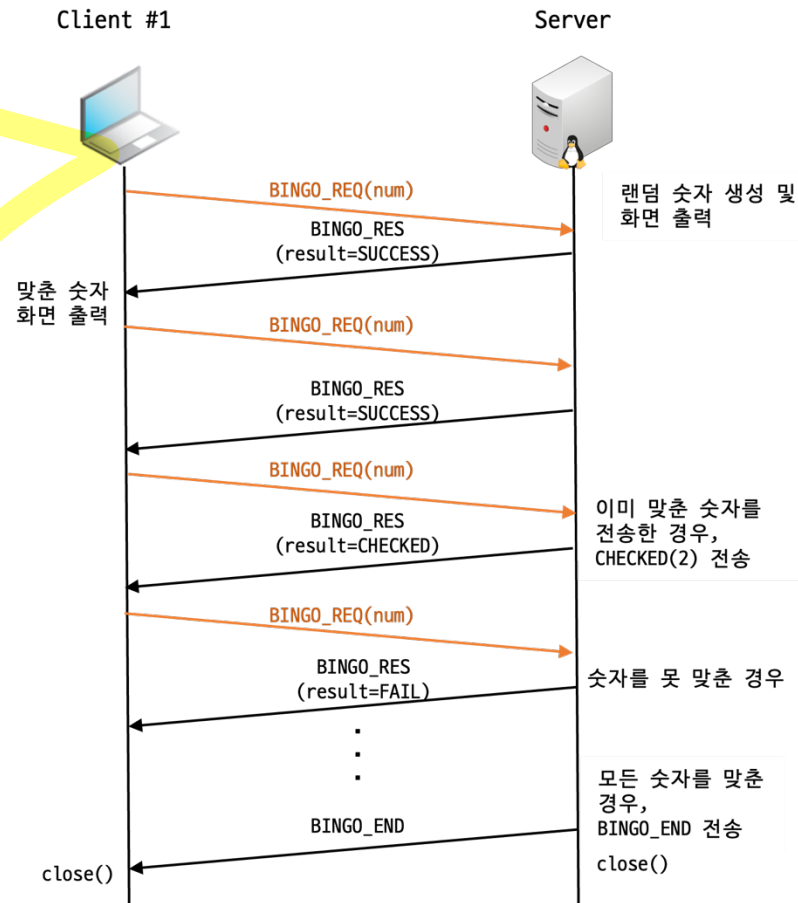 Client #1
Server
BINGO_REQ(num)
랜덤 숫자 생성 및
화면 출력
BINGO_RES
(result=SUCCESS)
맞춘 숫자
화면 출력
BINGO_REQ(num)
BINGO_RES
(result=SUCCESS)
BINGO_REQ(num)
이미 맞춘 숫자를
전송한 경우,
CHECKED(2) 전송
BINGO_RES
(result=CHECKED)
BINGO_REQ(num)
BINGO_RES
(result=FAIL)
숫자를 못 맞춘 경우
모든 숫자를 맞춘
경우,
BINGO_END 전송
BINGO_END
close()
close()